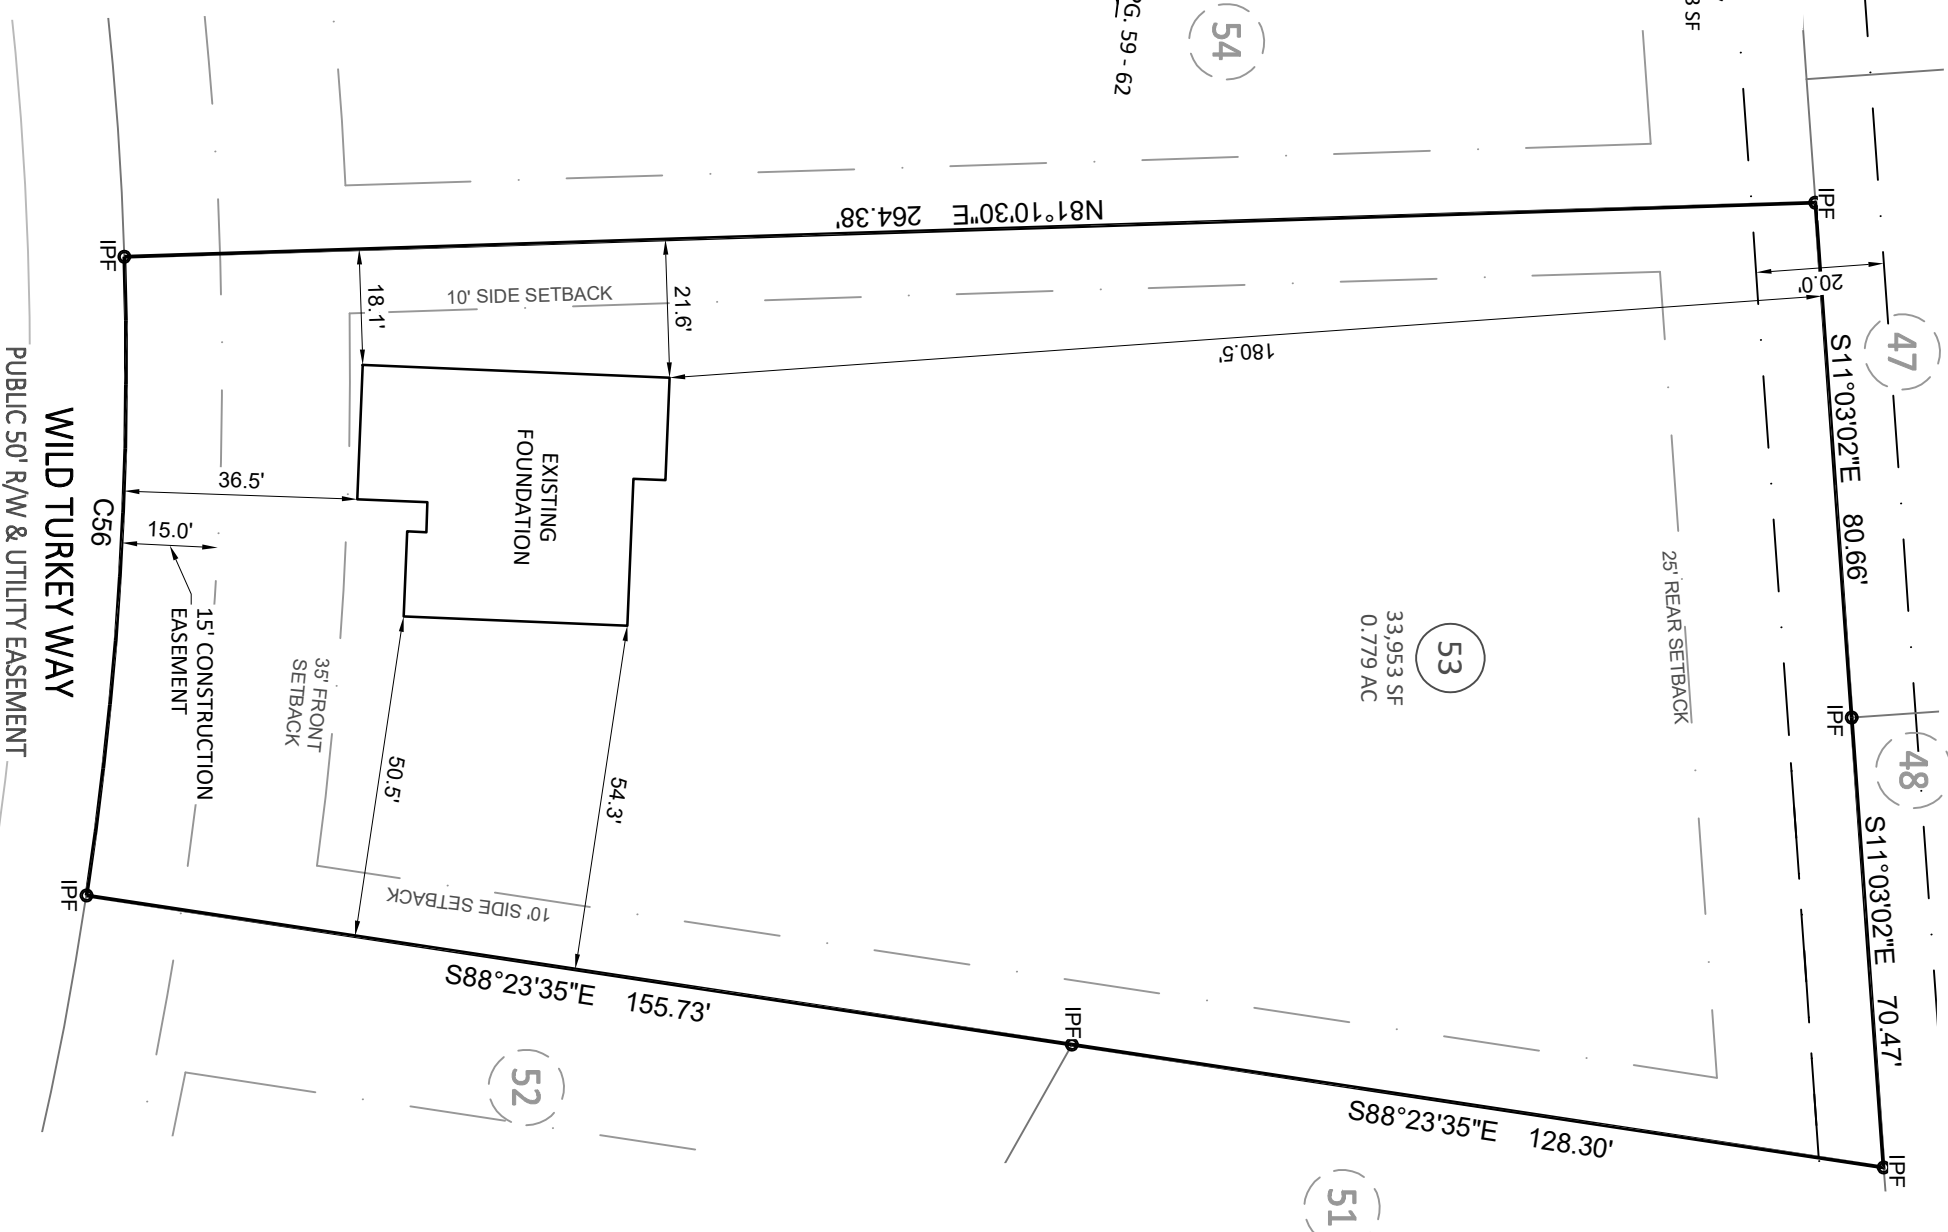 54
PG. 59 - 62
3 SF
IPF
N81°10'30"E 264.38'
IPF
20.0'
47
10' SIDE SETBACK
18.1'
21.6'
180.5'
S11°03'02"E 80.66'
EXISTING
FOUNDATION
36.5'
15.0'
C56
WILD TURKEY WAY
PUBLIC 50' R/W & UTILITY EASEMENT
15' CONSTRUCTION
EASEMENT
35' FRONT
SETBACK
53
33,953 SF
0.779 AC
25' REAR SETBACK
IPF
48
S11°03'02"E 70.47'
50.5'
54.3'
10' SIDE SETBACK
IPF
S88°23'35"E 155.73'
IPF
S88°23'35"E 128.30'
IPF
52
51